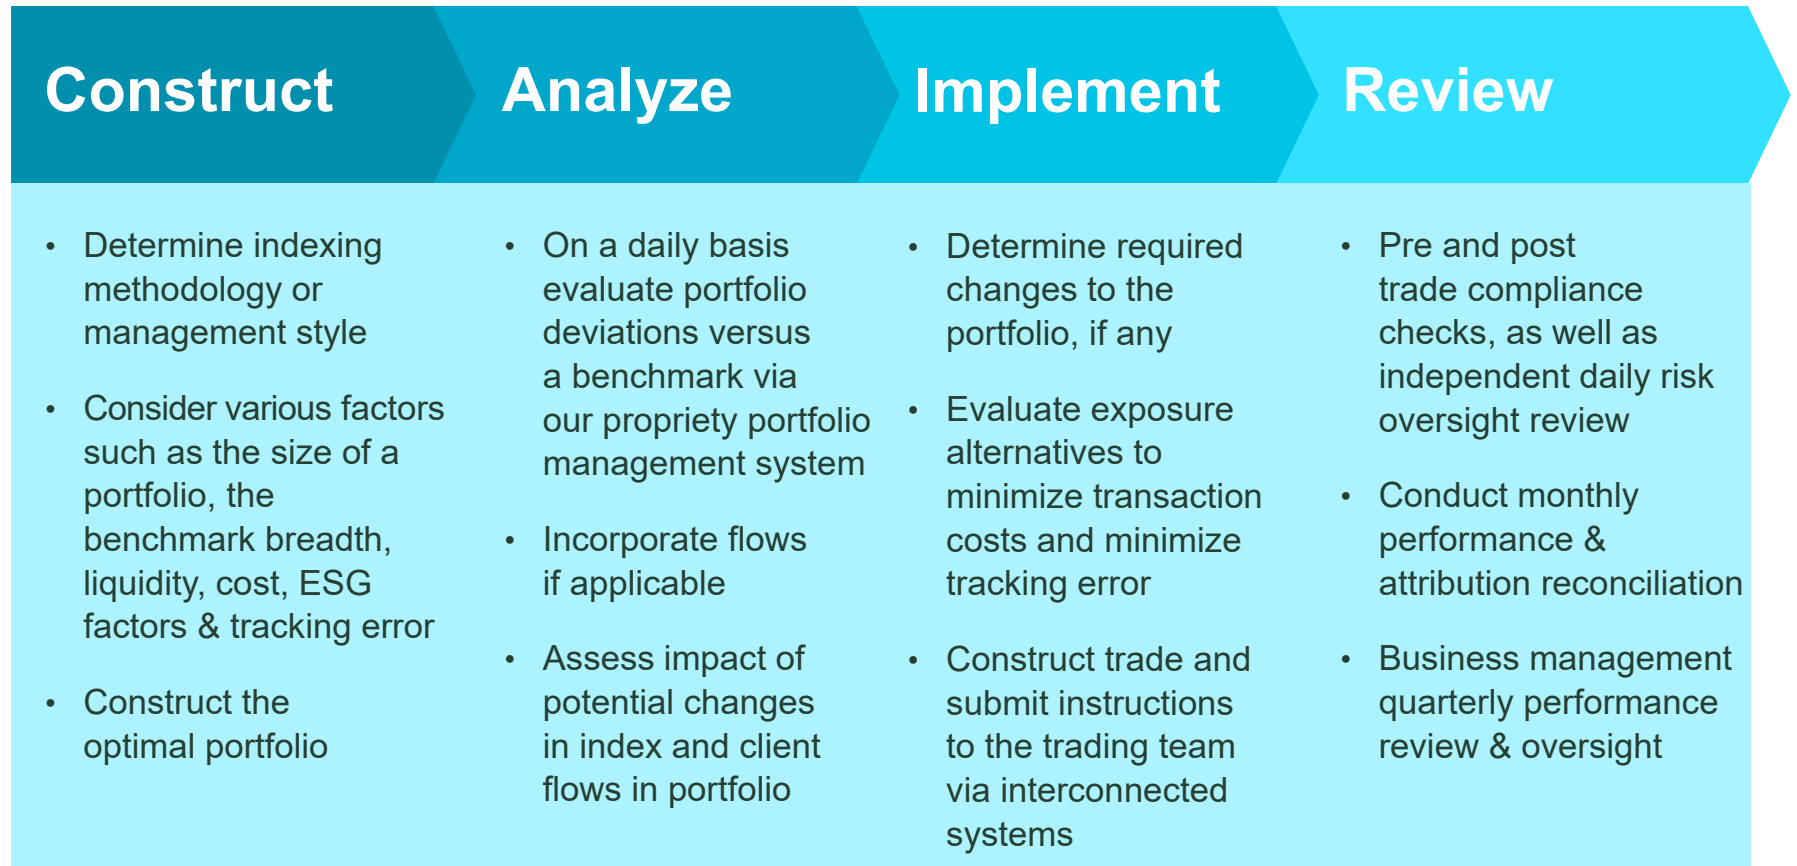 Construct
Analyze
Implement
Review
• Determine indexing
methodology or
management style
• Consider various factors
such as the size of a
portfolio, the
benchmark breadth,
liquidity, cost, ESG
factors & tracking error
• Construct the
optimal portfolio
• On a daily basis
evaluate portfolio
deviations versus
a benchmark via
our propriety portfolio
management system
• Incorporate flows
if applicable
• Assess impact of
potential changes
in index and client
flows in portfolio
• Determine required
changes to the
portfolio, if any
• Evaluate exposure
alternatives to
minimize transaction
costs and minimize
tracking error
• Construct trade and
submit instructions
to the trading team
via interconnected
systems
• Pre and post
trade compliance
checks, as well as
independent daily risk
oversight review
• Conduct monthly
performance &
attribution reconciliation
• Business management
quarterly performance
review & oversight